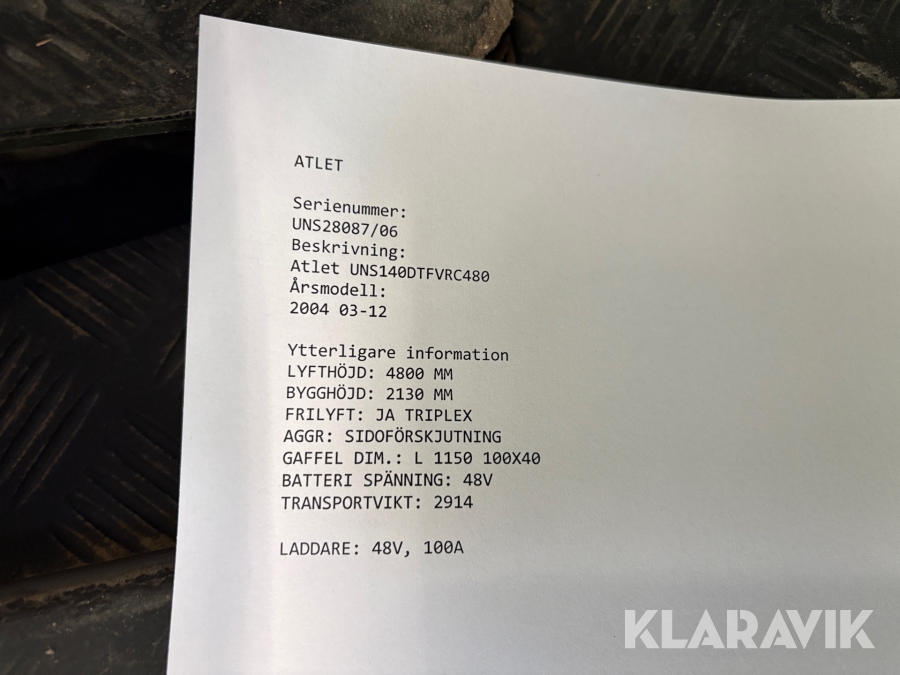 ATLET
Serienummer:
UNS28087/06
Beskrivning:
Atlet UNS140DTFVRC480
Årsmodell:
2004 03-12
Ytterligare information
LYFTHÖJD: 4800 MM
BYGGHÖJD: 2130 MM
FRILYFT: JA TRIPLEX
AGGR: SIDOFÖRSKJUTNING
GAFFEL DIM.: L 1150 100X40
BATTERI SPÄNNING: 48V
TRANSPORTVIKT: 2914
LADDARE: 48V, 100A
KLARAVIK